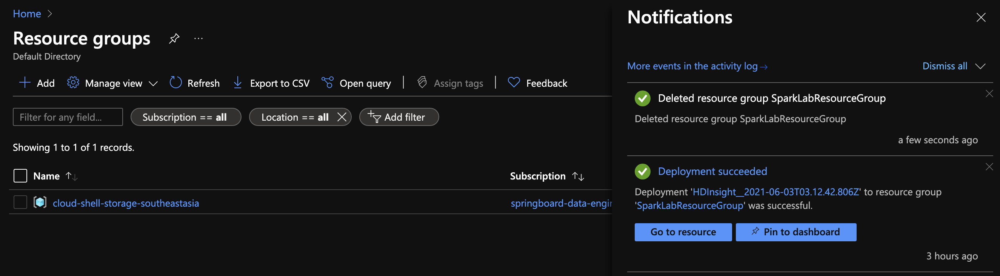 Home
Resource groups
Default Directory
Add Manage view Refresh Export to CSV Open query Assign tags Feedback
Filter for any field... Subscription == all Location == all Add filter
Showing 1 to 1 of 1 records.
Name Subscription
cloud-shell-storage-southeastasia springboard-data-engin
Notifications
More events in the activity log→ Dismiss all
Deleted resource group SparkLabResourceGroup
Deleted resource group SparkLabResourceGroup
a few seconds ago
Deployment succeeded
Deployment 'HDInsight__2021-06-03T03.12.42.806Z' to resource group
'SparkLabResourceGroup' was successful.
Go to resource Pin to dashboard
3 hours ago